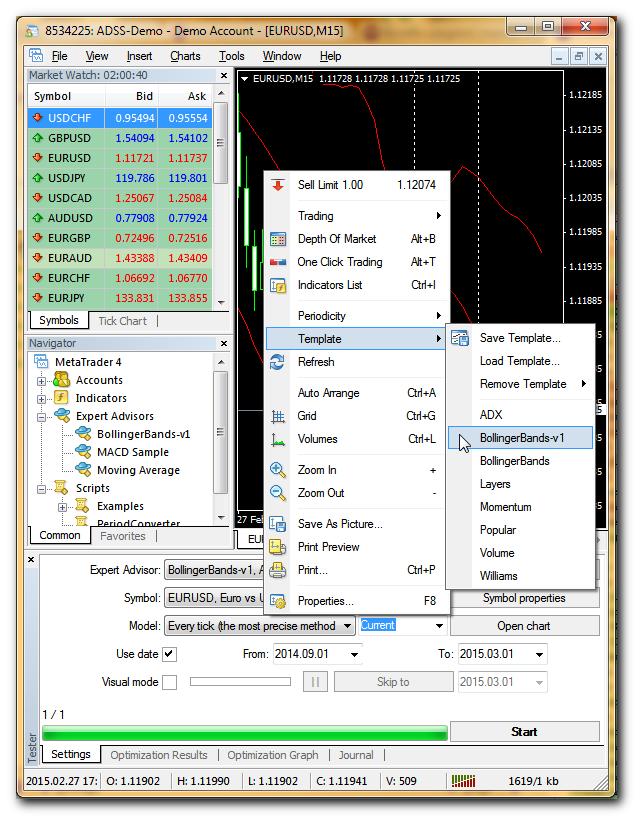 8534225: ADSS-Demo - Demo Account - [EURUSD,M15]
File View Insert Charts Tools Window Help
Market Watch: 02:00:40
Symbol Bid Ask
USDCHF 0.95494 0.95554
GBPUSD 1.54094 1.54102
EURUSD 1.11721 1.11737
USDJPY 119.786 119.801
USDCAD 1.25067 1.25084
AUDUSD 0.77908 0.77924
EURGBP 0.72496 0.72516
EURAUD 1.43388 1.43409
EURCHF 1.06692 1.06770
EURJPY 133.831 133.855
Symbols Tick Chart
Navigator
MetaTrader 4
Accounts
Indicators
Expert Advisors
BollingerBands-v1
MACD Sample
Moving Average
Scripts
Examples
PeriodConverter
Common Favorites
EURUSD,M15 1.11728 1.11728 1.11725 1.11725
1.12185
1.12135
1.12085
1.12035
1.11985
1.11935
1.11885
27 Feb
Sell Limit 1.00 1.12074
Trading
Depth Of Market Alt+B
One Click Trading Alt+T
Indicators List Ctrl+I
Periodicity
Template
Refresh
Auto Arrange Ctrl+A
Grid Ctrl+G
Volumes Ctrl+L
Zoom In +
Zoom Out -
Save As Picture...
Print Preview
Print... Ctrl+P
Properties... F8
Save Template...
Load Template...
Remove Template
ADX
BollingerBands-v1
BollingerBands
Layers
Momentum
Popular
Volume
Williams
Expert Advisor: BollingerBands-v1,
Symbol: EURUSD, Euro vs Symbol properties
Model: Every tick (the most precise method Current Open chart
Use date From: 2014.09.01 To: 2015.03.01
Visual mode Skip to 2015.03.01
1 / 1
Start
Tester
Settings Optimization Results Optimization Graph Journal
2015.02.27 17: O: 1.11902 H: 1.11990 L: 1.11902 C: 1.11941 V: 509 1619/1 kb